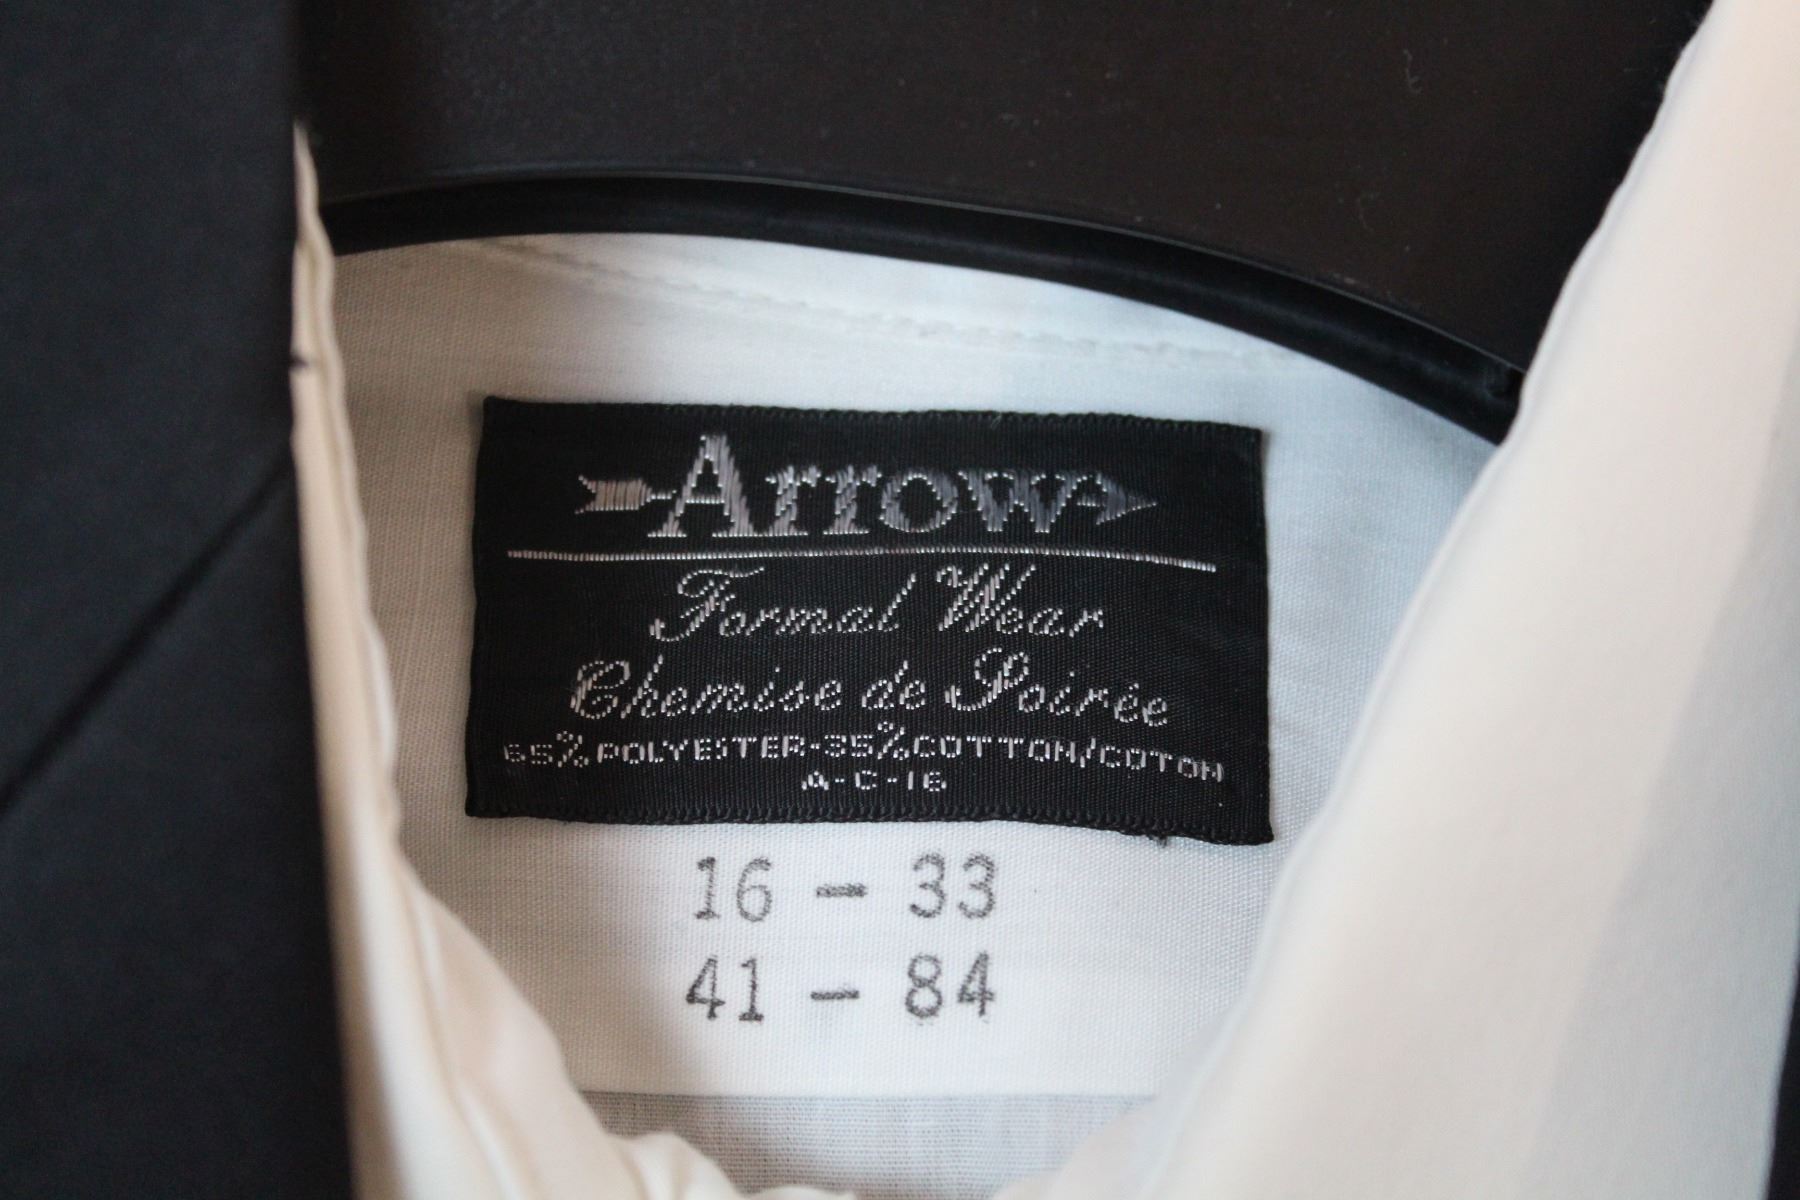 Arrow
Formal Wear
Chemise de Soirée
65% POLYESTER-35% COTTON/COTON
A-C-16
16 - 33
41 - 84